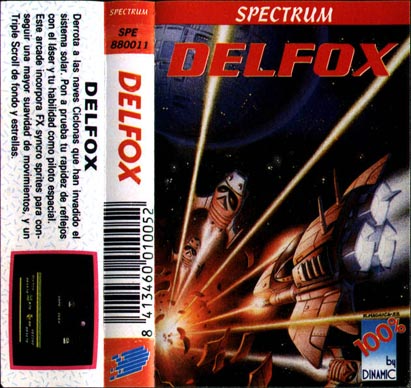 DELFOX
Derrota a las naves Ciclonas que han invadido el
sistema solar. Pon a prueba tu rapidez de reflejos
con el láser y tu habilidad como piloto espacial.
Este arcade incorpora FX syncro sprites para con-
seguir una mayor suavidad de movimientos, y un
Triple Scroll de fondo y estrellas.
SPECTRUM
SPE
880011
DELFOX
8 413460 010052
SPECTRUM
DELFOX
100%
by
DINAMIC